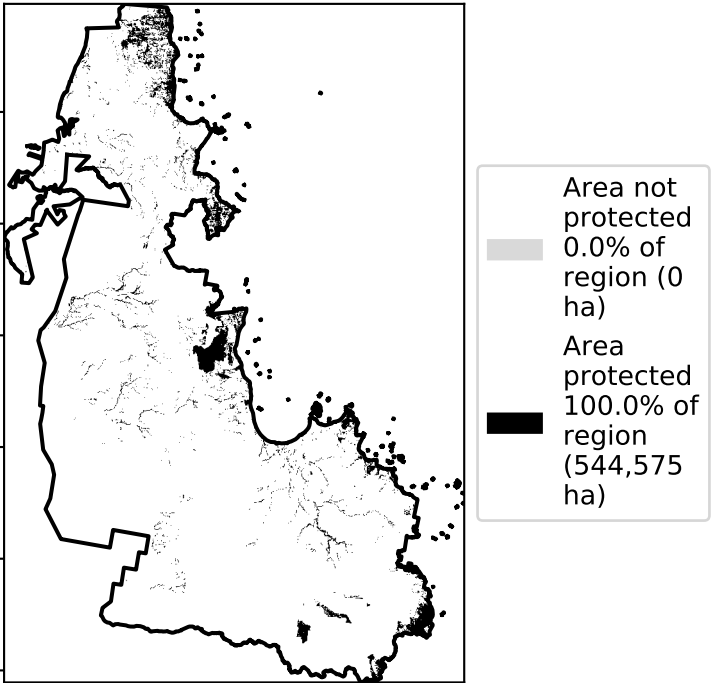 Area not
protected
0.0% of
region (0
ha)
Area
protected
100.0% of
region
(544,575
ha)